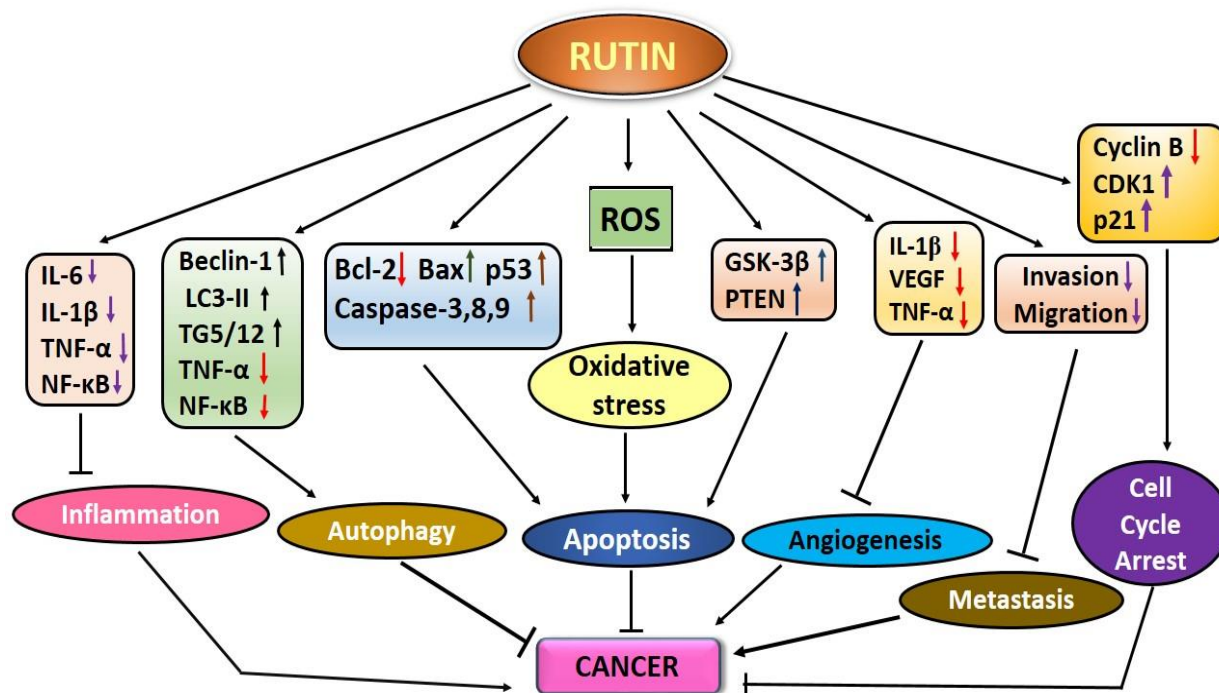 RUTIN
Cyclin B↓
CDK1↑
p21↑
ROS
IL-6↓
IL-1β↓
TNF-α↓
NF-κB↓
Beclin-1↑
LC3-II↑
TG5/12↑
TNF-α↓
NF-κB↓
Bcl-2↓ Bax↑ p53↑
Caspase-3,8,9↑
GSK-3β↑
PTEN↑
IL-1β↓
VEGF↓
TNF-α↓
Invasion↓
Migration↓
Oxidative
stress
Inflammation
Autophagy
Apoptosis
Angiogenesis
Metastasis
Cell
Cycle
Arrest
CANCER